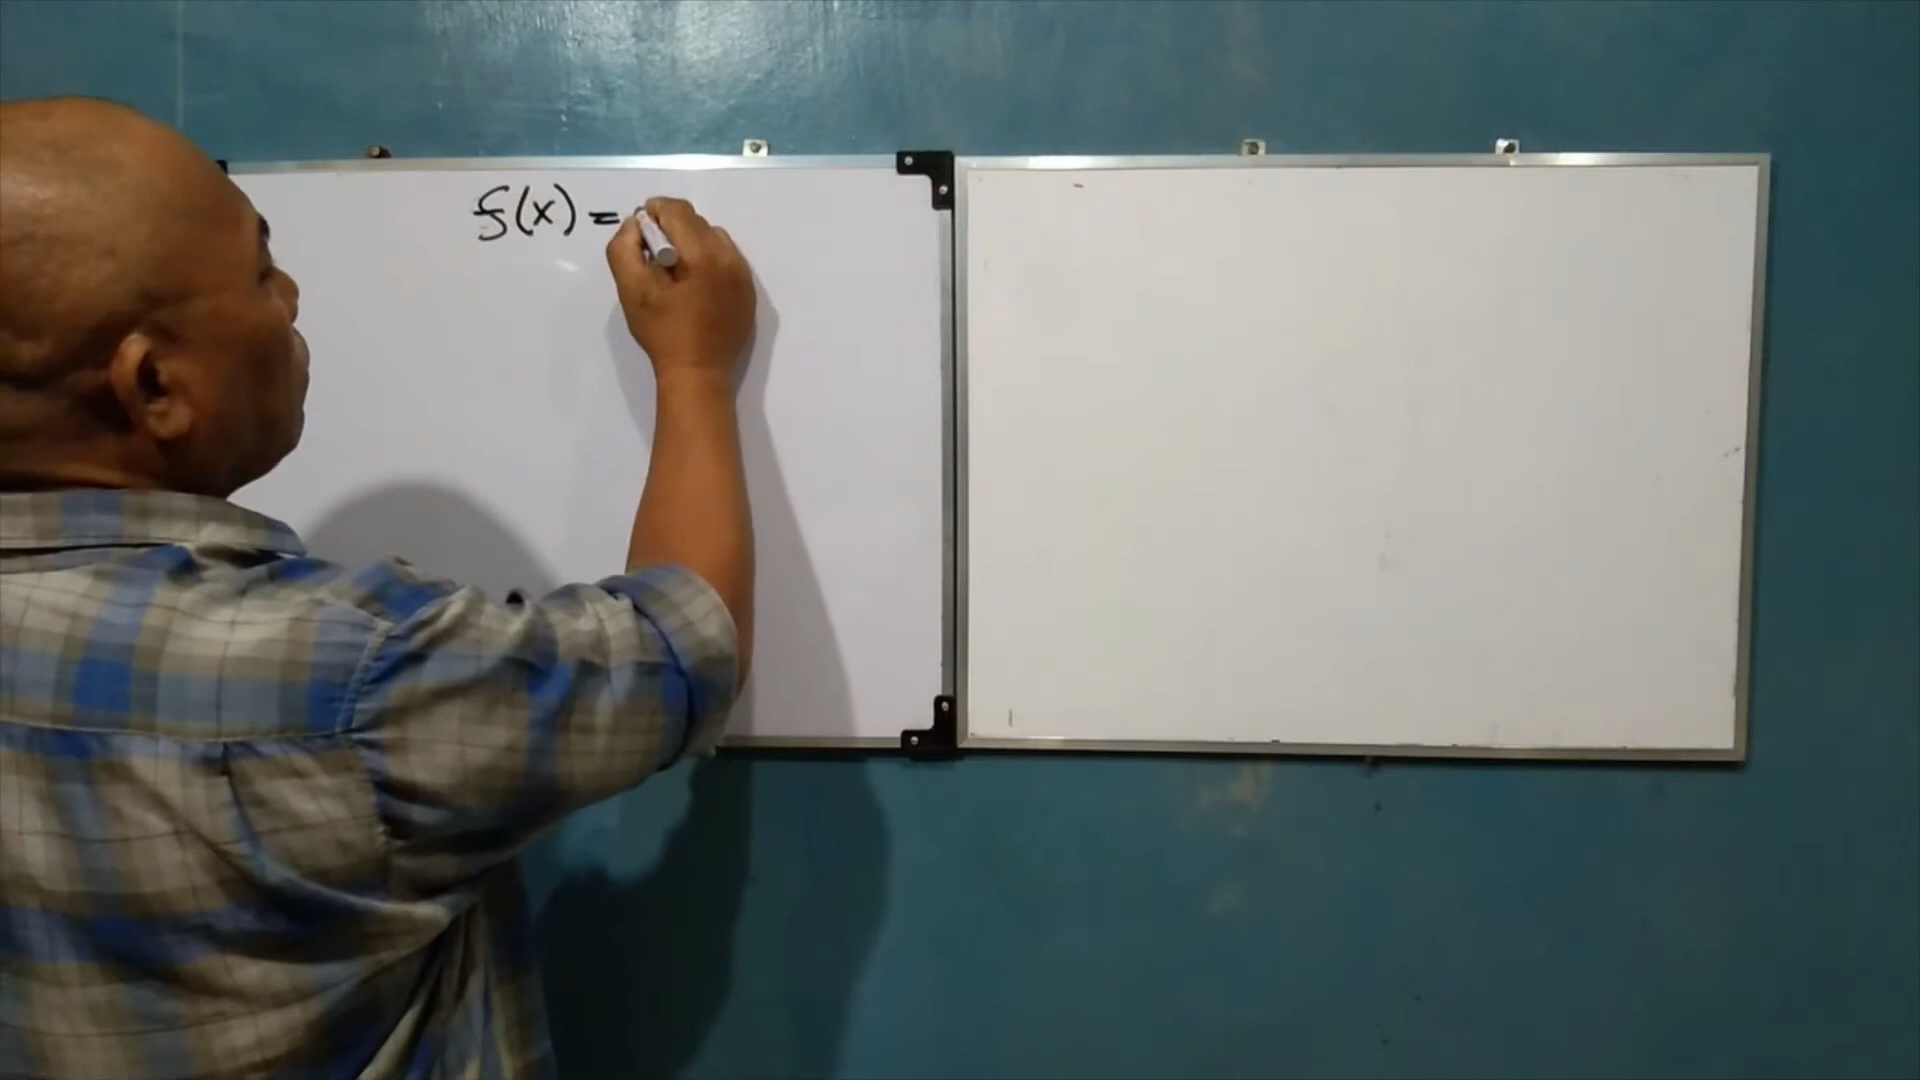 f(x) =